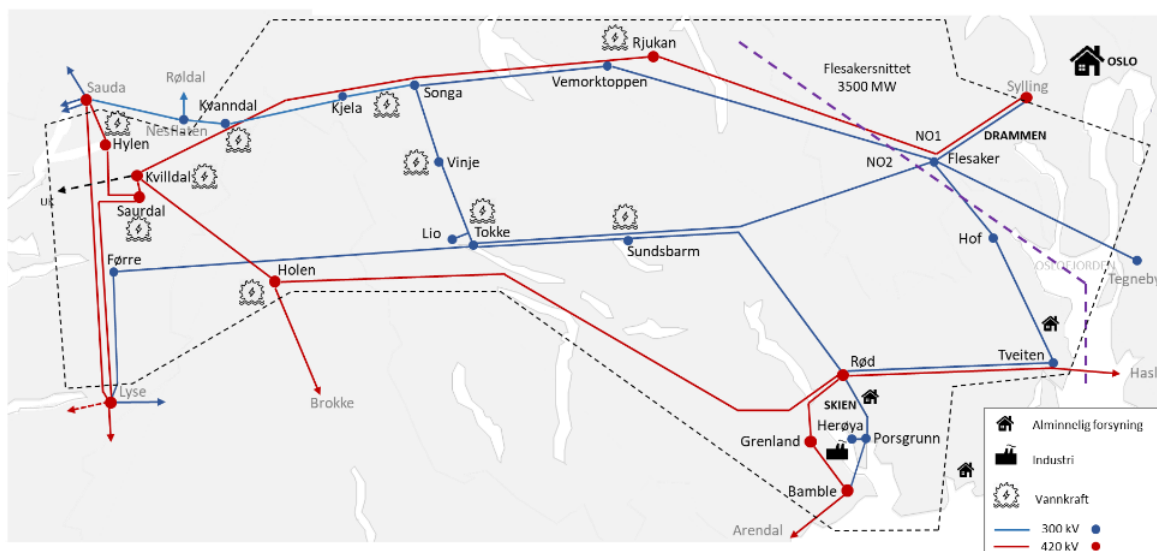 Rjukan
Flesakersnittet
3500 MW
OSLO
Sauda
Røldal
Kvanndal
Nesflaten
Kjela
Songa
Vemorktoppen
Sylling
NO1
DRAMMEN
NO2
Flesaker
Hylen
Kvilldal
Saurdal
Vinje
Lio
Tokke
Sundsbarm
Hof
OSLOFJORDEN
Tegneby
Førre
Holen
Tveiten
Rød
Lyse
Brokke
SKIEN
Herøya
Porsgrunn
Grenland
Bamble
Arendal
Alminnelig forsyning
Industri
Vannkraft
300 kV
420 kV